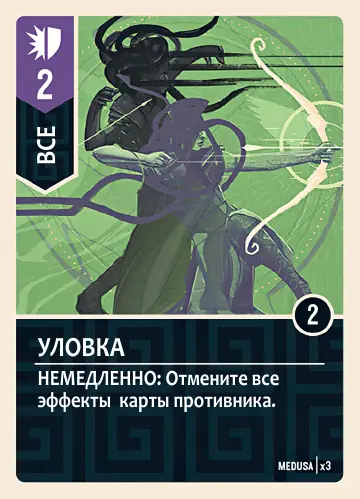 2
ВСЕ
2
УЛОВКА
НЕМЕДЛЕННО: Отмените все
эффекты карты противника.
MEDUSA | x3